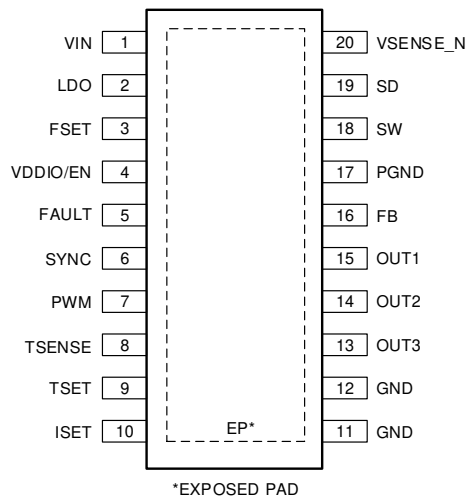 VIN 1
LDO 2
FSET 3
VDDIO/EN 4
FAULT 5
SYNC 6
PWM 7
TSENSE 8
TSET 9
ISET 10
20 VSENSE_N
19 SD
18 SW
17 PGND
16 FB
15 OUT1
14 OUT2
13 OUT3
12 GND
11 GND
EP*
*EXPOSED PAD